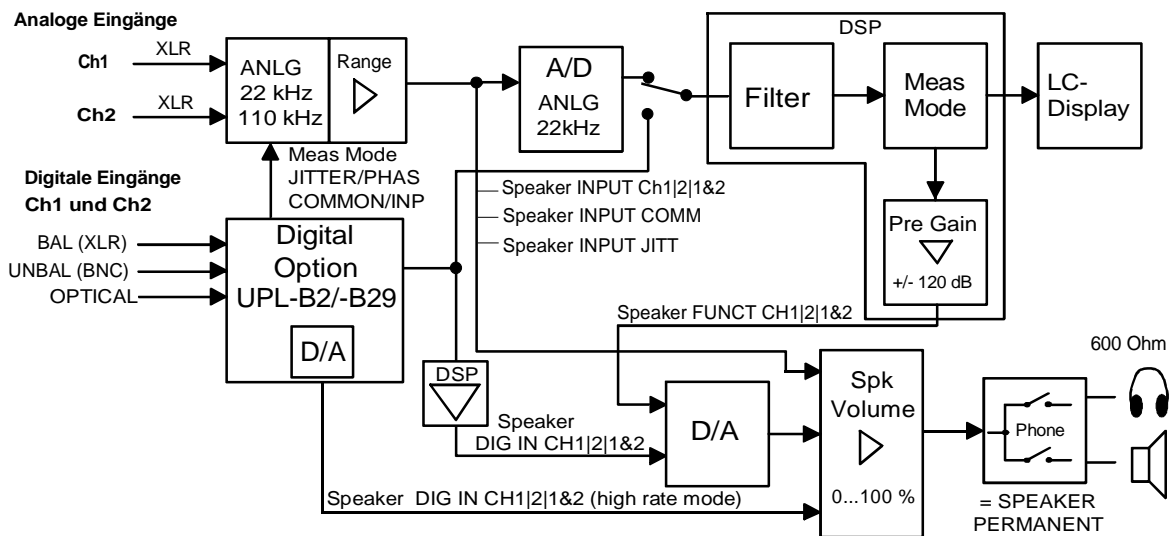 Analoge Eingänge
Ch1
XLR
Ch2
XLR
ANLG
22 kHz
110 kHz
Range
A/D
ANLG
22kHz
DSP
Filter
Meas
Mode
LC-
Display
Meas Mode
JITTER/PHAS
COMMON/INP
Digitale Eingänge
Ch1 und Ch2
BAL (XLR)
UNBAL (BNC)
OPTICAL
Digital
Option
UPL-B2/-B29
D/A
Speaker INPUT Ch1|2|1&2
Speaker INPUT COMM
Speaker INPUT JITT
Pre Gain
+/- 120 dB
Speaker FUNCT CH1|2|1&2
DSP
Speaker
DIG IN CH1|2|1&2
D/A
Spk
Volume
0...100 %
Speaker DIG IN CH1|2|1&2 (high rate mode)
600 Ohm
Phone
= SPEAKER
PERMANENT